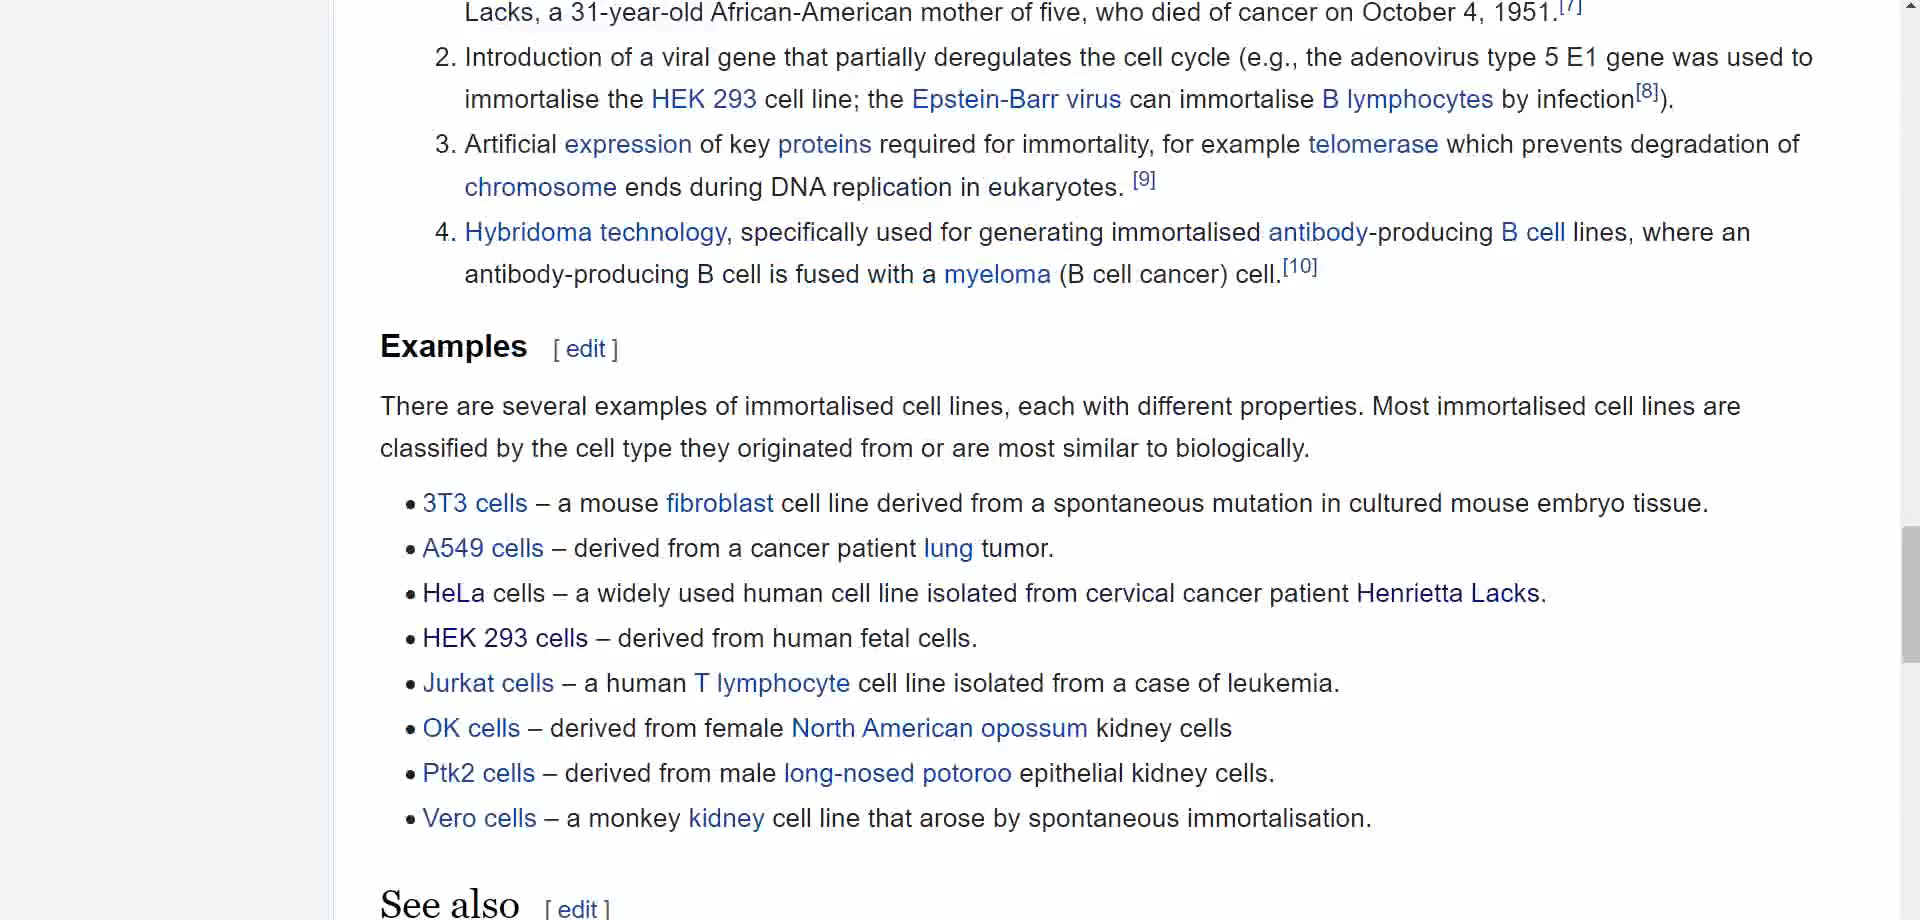 Lacks, a 31-year-old African-American mother of five, who died of cancer on October 4, 1951.[7]
2. Introduction of a viral gene that partially deregulates the cell cycle (e.g., the adenovirus type 5 E1 gene was used to
immortalise the HEK 293 cell line; the Epstein-Barr virus can immortalise B lymphocytes by infection[8]).
3. Artificial expression of key proteins required for immortality, for example telomerase which prevents degradation of
chromosome ends during DNA replication in eukaryotes. [9]
4. Hybridoma technology, specifically used for generating immortalised antibody-producing B cell lines, where an
antibody-producing B cell is fused with a myeloma (B cell cancer) cell.[10]
Examples [ edit ]
There are several examples of immortalised cell lines, each with different properties. Most immortalised cell lines are
classified by the cell type they originated from or are most similar to biologically.
• 3T3 cells – a mouse fibroblast cell line derived from a spontaneous mutation in cultured mouse embryo tissue.
• A549 cells – derived from a cancer patient lung tumor.
• HeLa cells – a widely used human cell line isolated from cervical cancer patient Henrietta Lacks.
• HEK 293 cells – derived from human fetal cells.
• Jurkat cells – a human T lymphocyte cell line isolated from a case of leukemia.
• OK cells – derived from female North American opossum kidney cells
• Ptk2 cells – derived from male long-nosed potoroo epithelial kidney cells.
• Vero cells – a monkey kidney cell line that arose by spontaneous immortalisation.
See also [ edit ]